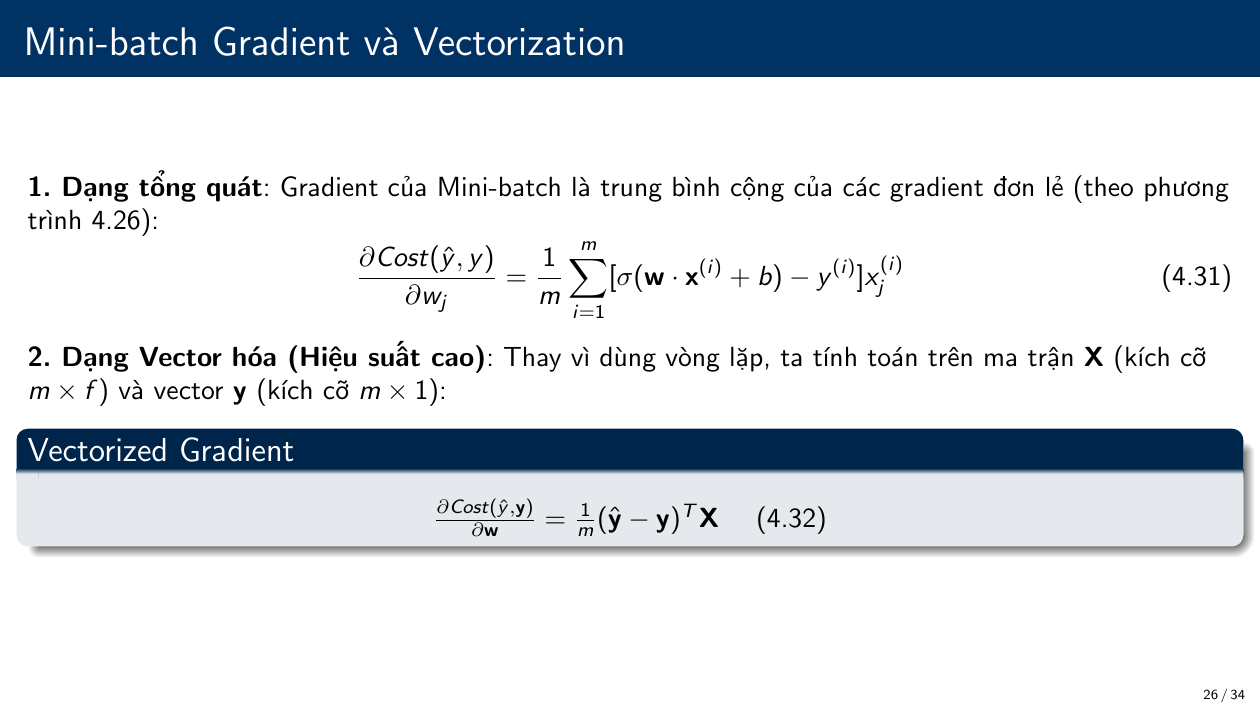 Mini-batch Gradient và Vectorization
1. Dạng tổng quát: Gradient của Mini-batch là trung bình cộng của các gradient đơn lẻ (theo phương
trình 4.26):
∂Cost(ŷ, y)/∂w_j = 1/m ∑_{i=1}^{m} [σ(w · x^(i) + b) − y^(i)]x_j^(i) (4.31)
2. Dạng Vector hóa (Hiệu suất cao): Thay vì dùng vòng lặp, ta tính toán trên ma trận X (kích cỡ
m × f) và vector y (kích cỡ m × 1):
Vectorized Gradient
∂Cost(ŷ,y)/∂w = 1/m (ŷ − y)^T X (4.32)
26 / 34